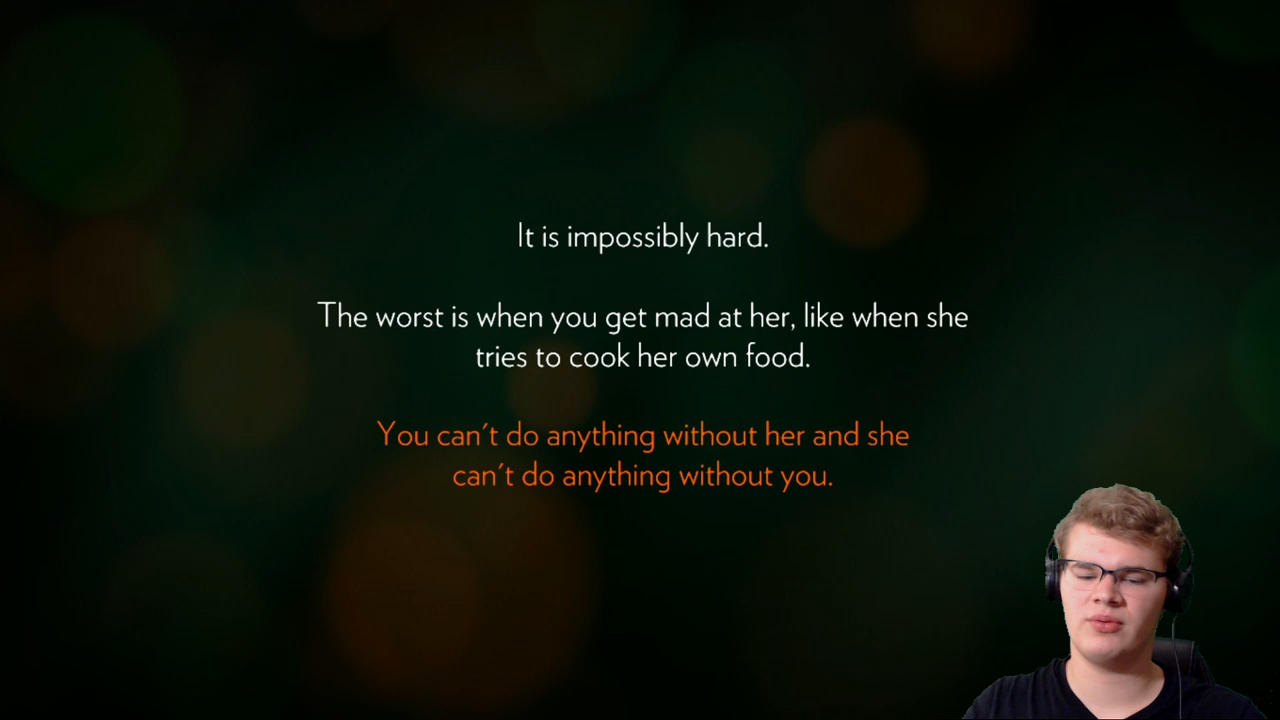 It is impossibly hard.
The worst is when you get mad at her, like when she
tries to cook her own food.
You can't do anything without her and she
can't do anything without you.